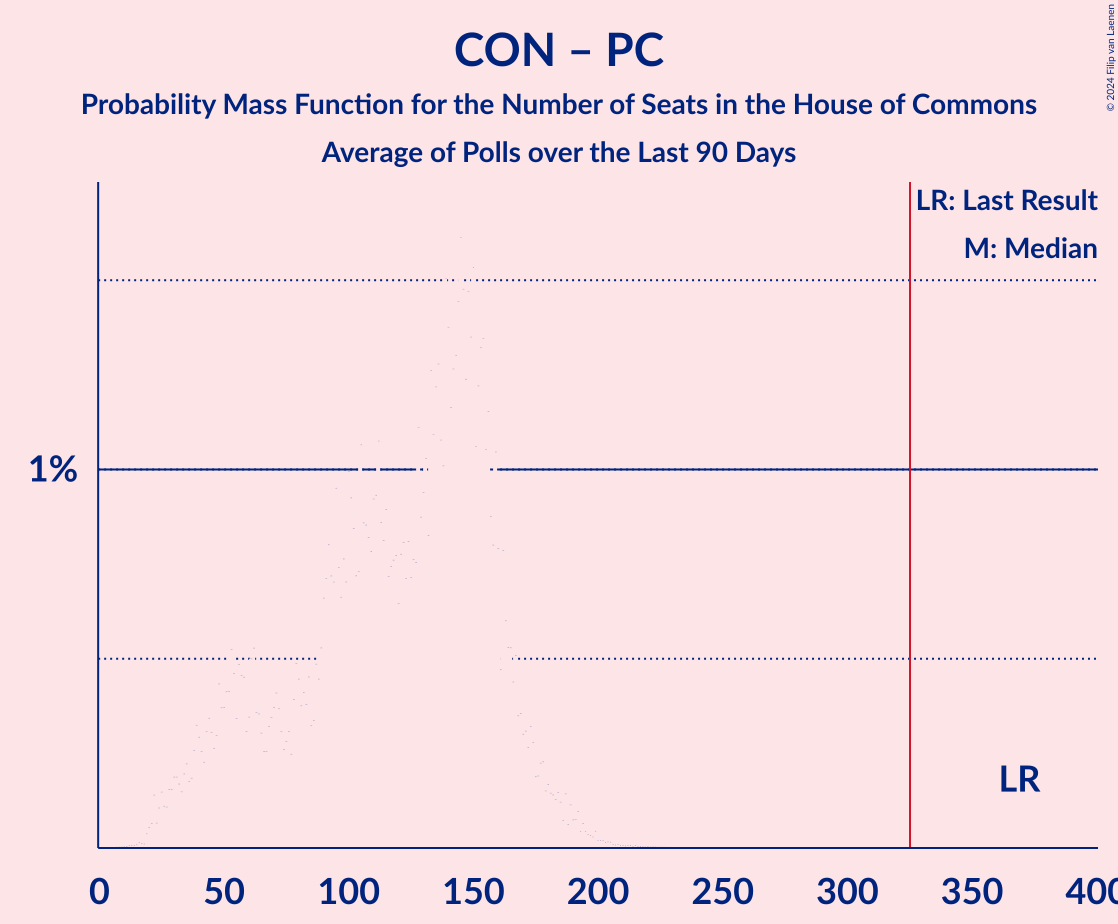 CON – PC
Probability Mass Function for the Number of Seats in the House of Commons
Average of Polls over the Last 90 Days
© 2024 Filip van Laenen
LR: Last Result
M: Median
1%
LR
0 50 100 150 200 250 300 350 400